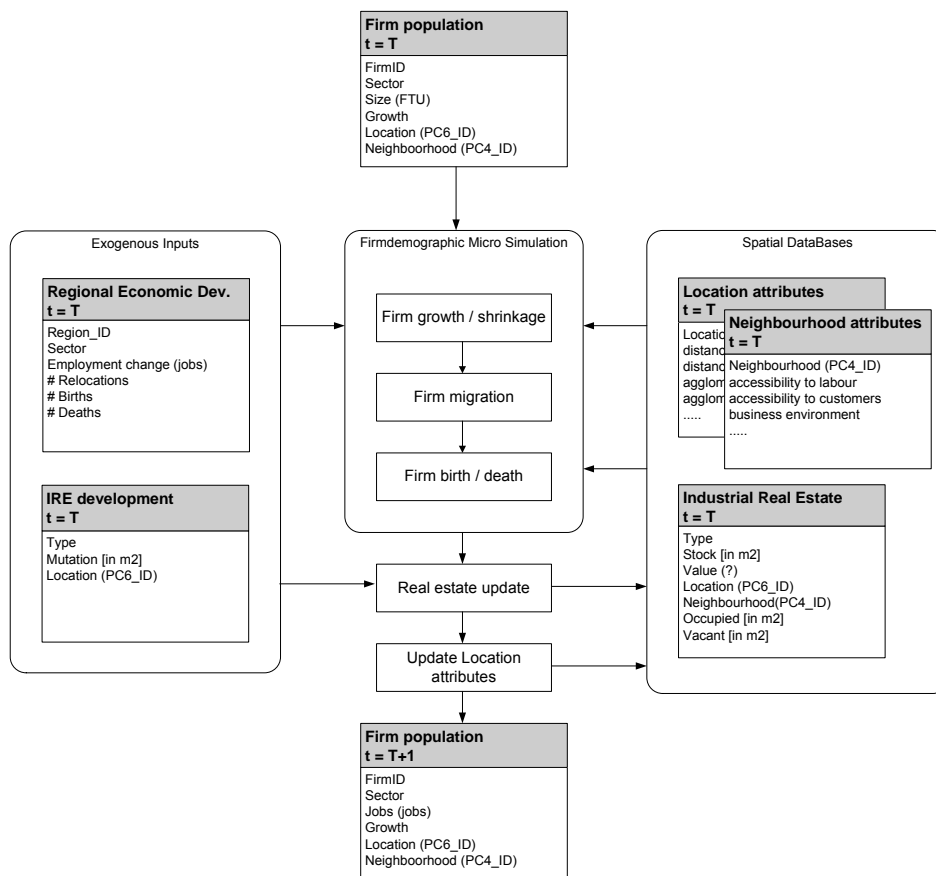 Firm population
t = T
FirmID
Sector
Size (FTU)
Growth
Location (PC6_ID)
Neighboorhood (PC4_ID)
Exogenous Inputs
Regional Economic Dev.
t = T
Region_ID
Sector
Employment change (jobs)
# Relocations
# Births
# Deaths
IRE development
t = T
Type
Mutation [in m2]
Location (PC6_ID)
Firmdemographic Micro Simulation
Firm growth / shrinkage
Firm migration
Firm birth / death
Real estate update
Update Location
attributes
Spatial DataBases
Location attributes
t = T
.....
Neighbourhood attributes
t = T
Neighbourhood (PC4_ID)
accessibility to labour
accessibility to customers
business environment
.....
Industrial Real Estate
t = T
Type
Stock [in m2]
Value (?)
Location (PC6_ID)
Neighbourhood(PC4_ID)
Occupied [in m2]
Vacant [in m2]
Firm population
t = T+1
FirmID
Sector
Jobs (jobs)
Growth
Location (PC6_ID)
Neighboorhood (PC4_ID)